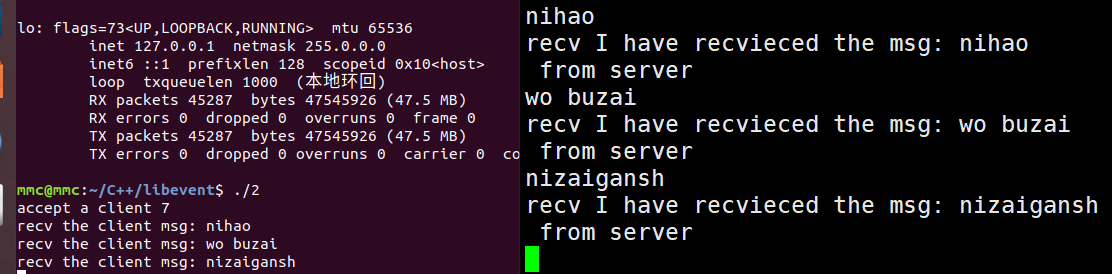 lo: flags=73<UP,LOOPBACK,RUNNING>  mtu 65536
inet 127.0.0.1  netmask 255.0.0.0
inet6 ::1  prefixlen 128  scopeid 0x10<host>
loop  txqueuelen 1000  (本地环回)
RX packets 45287  bytes 47545926 (47.5 MB)
RX errors 0  dropped 0  overruns 0  frame 0
TX packets 45287  bytes 47545926 (47.5 MB)
TX errors 0  dropped 0 overruns 0  carrier 0  co
mmc@mmc:~/C++/libevent$ ./2
accept a client 7
recv the client msg: nihao
recv the client msg: wo buzai
recv the client msg: nizaigansh
nihao
recv I have recvieced the msg: nihao
from server
wo buzai
recv I have recvieced the msg: wo buzai
from server
nizaigansh
recv I have recvieced the msg: nizaigansh
from server